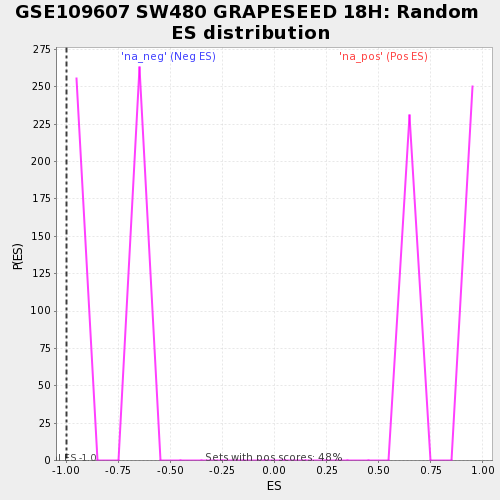 GSE109607 SW480 GRAPESEED 18H: Random
ES distribution
'na_neg' (Neg ES)
'na_pos' (Pos ES)
275
250
225
200
175
150
125
100
75
50
25
0
P(ES)
Sets with pos scores: 48%
-1.00 -0.75 -0.50 -0.25 0.00 0.25 0.50 0.75 1.00
ES